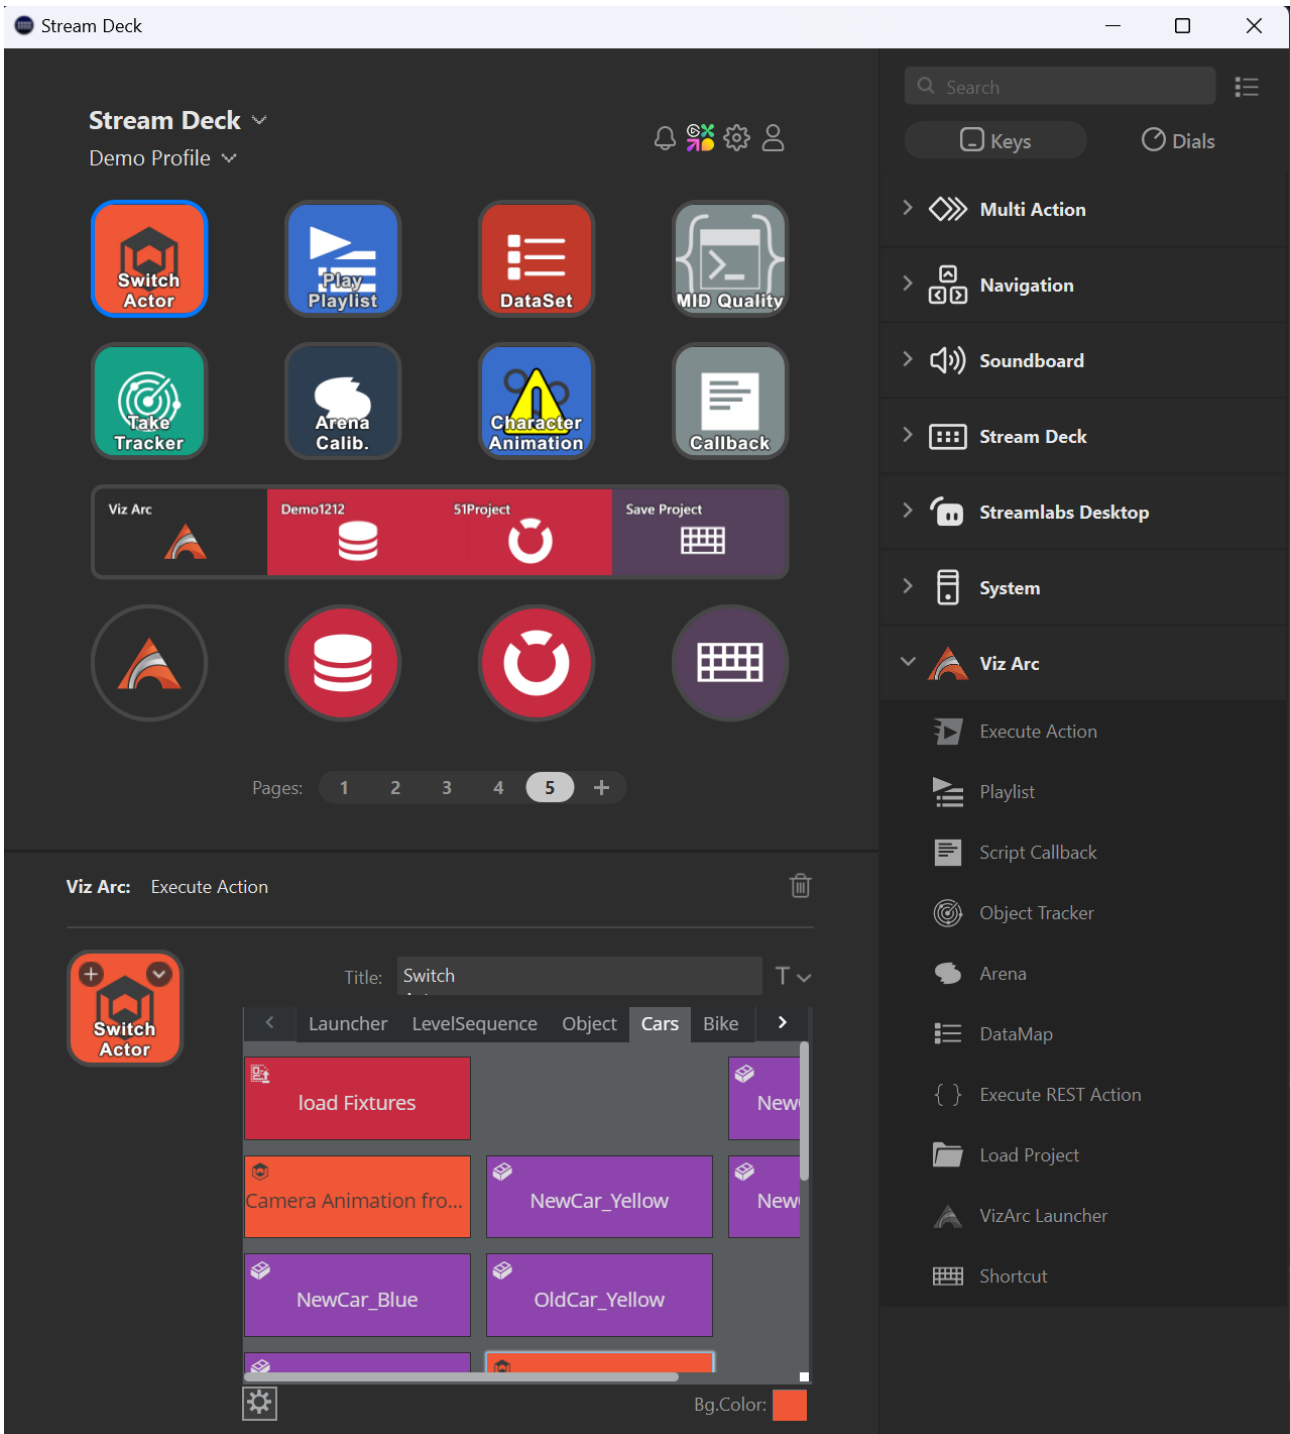 Stream Deck
Stream Deck
Demo Profile
Switch
Actor
Play
Playlist
DataSet
MID Quality
Take
Tracker
Arena
Calib.
Character
Animation
Callback
Viz Arc
Demo1212
51Project
Save Project
Pages: 1 2 3 4 5 +
Viz Arc: Execute Action
Switch
Actor
Title: Switch
T
Launcher LevelSequence Object Cars Bike
load Fixtures
New
Camera Animation fro...
NewCar_Yellow
New
NewCar_Blue
OldCar_Yellow
Bg.Color:
Search
Keys
Dials
Multi Action
Navigation
Soundboard
Stream Deck
Streamlabs Desktop
System
Viz Arc
Execute Action
Playlist
Script Callback
Object Tracker
Arena
DataMap
Execute REST Action
Load Project
VizArc Launcher
Shortcut